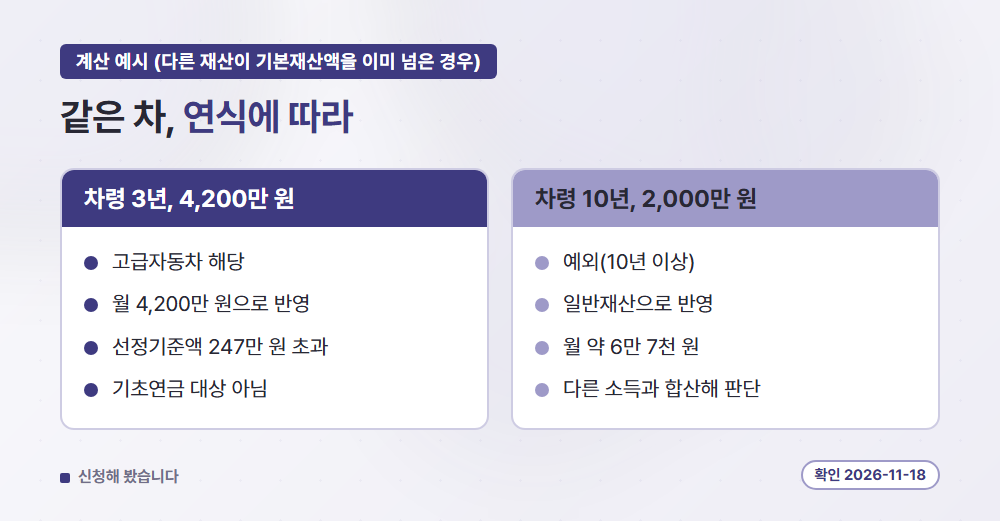 계산 예시 (다른 재산이 기본재산액을 이미 넘은 경우)
같은 차, 연식에 따라
차령 3년, 4,200만 원
고급자동차 해당
월 4,200만 원으로 반영
선정기준액 247만 원 초과
기초연금 대상 아님
차령 10년, 2,000만 원
예외(10년 이상)
일반재산으로 반영
월 약 6만 7천 원
다른 소득과 합산해 판단
신청해 봤습니다
확인 2026-11-18